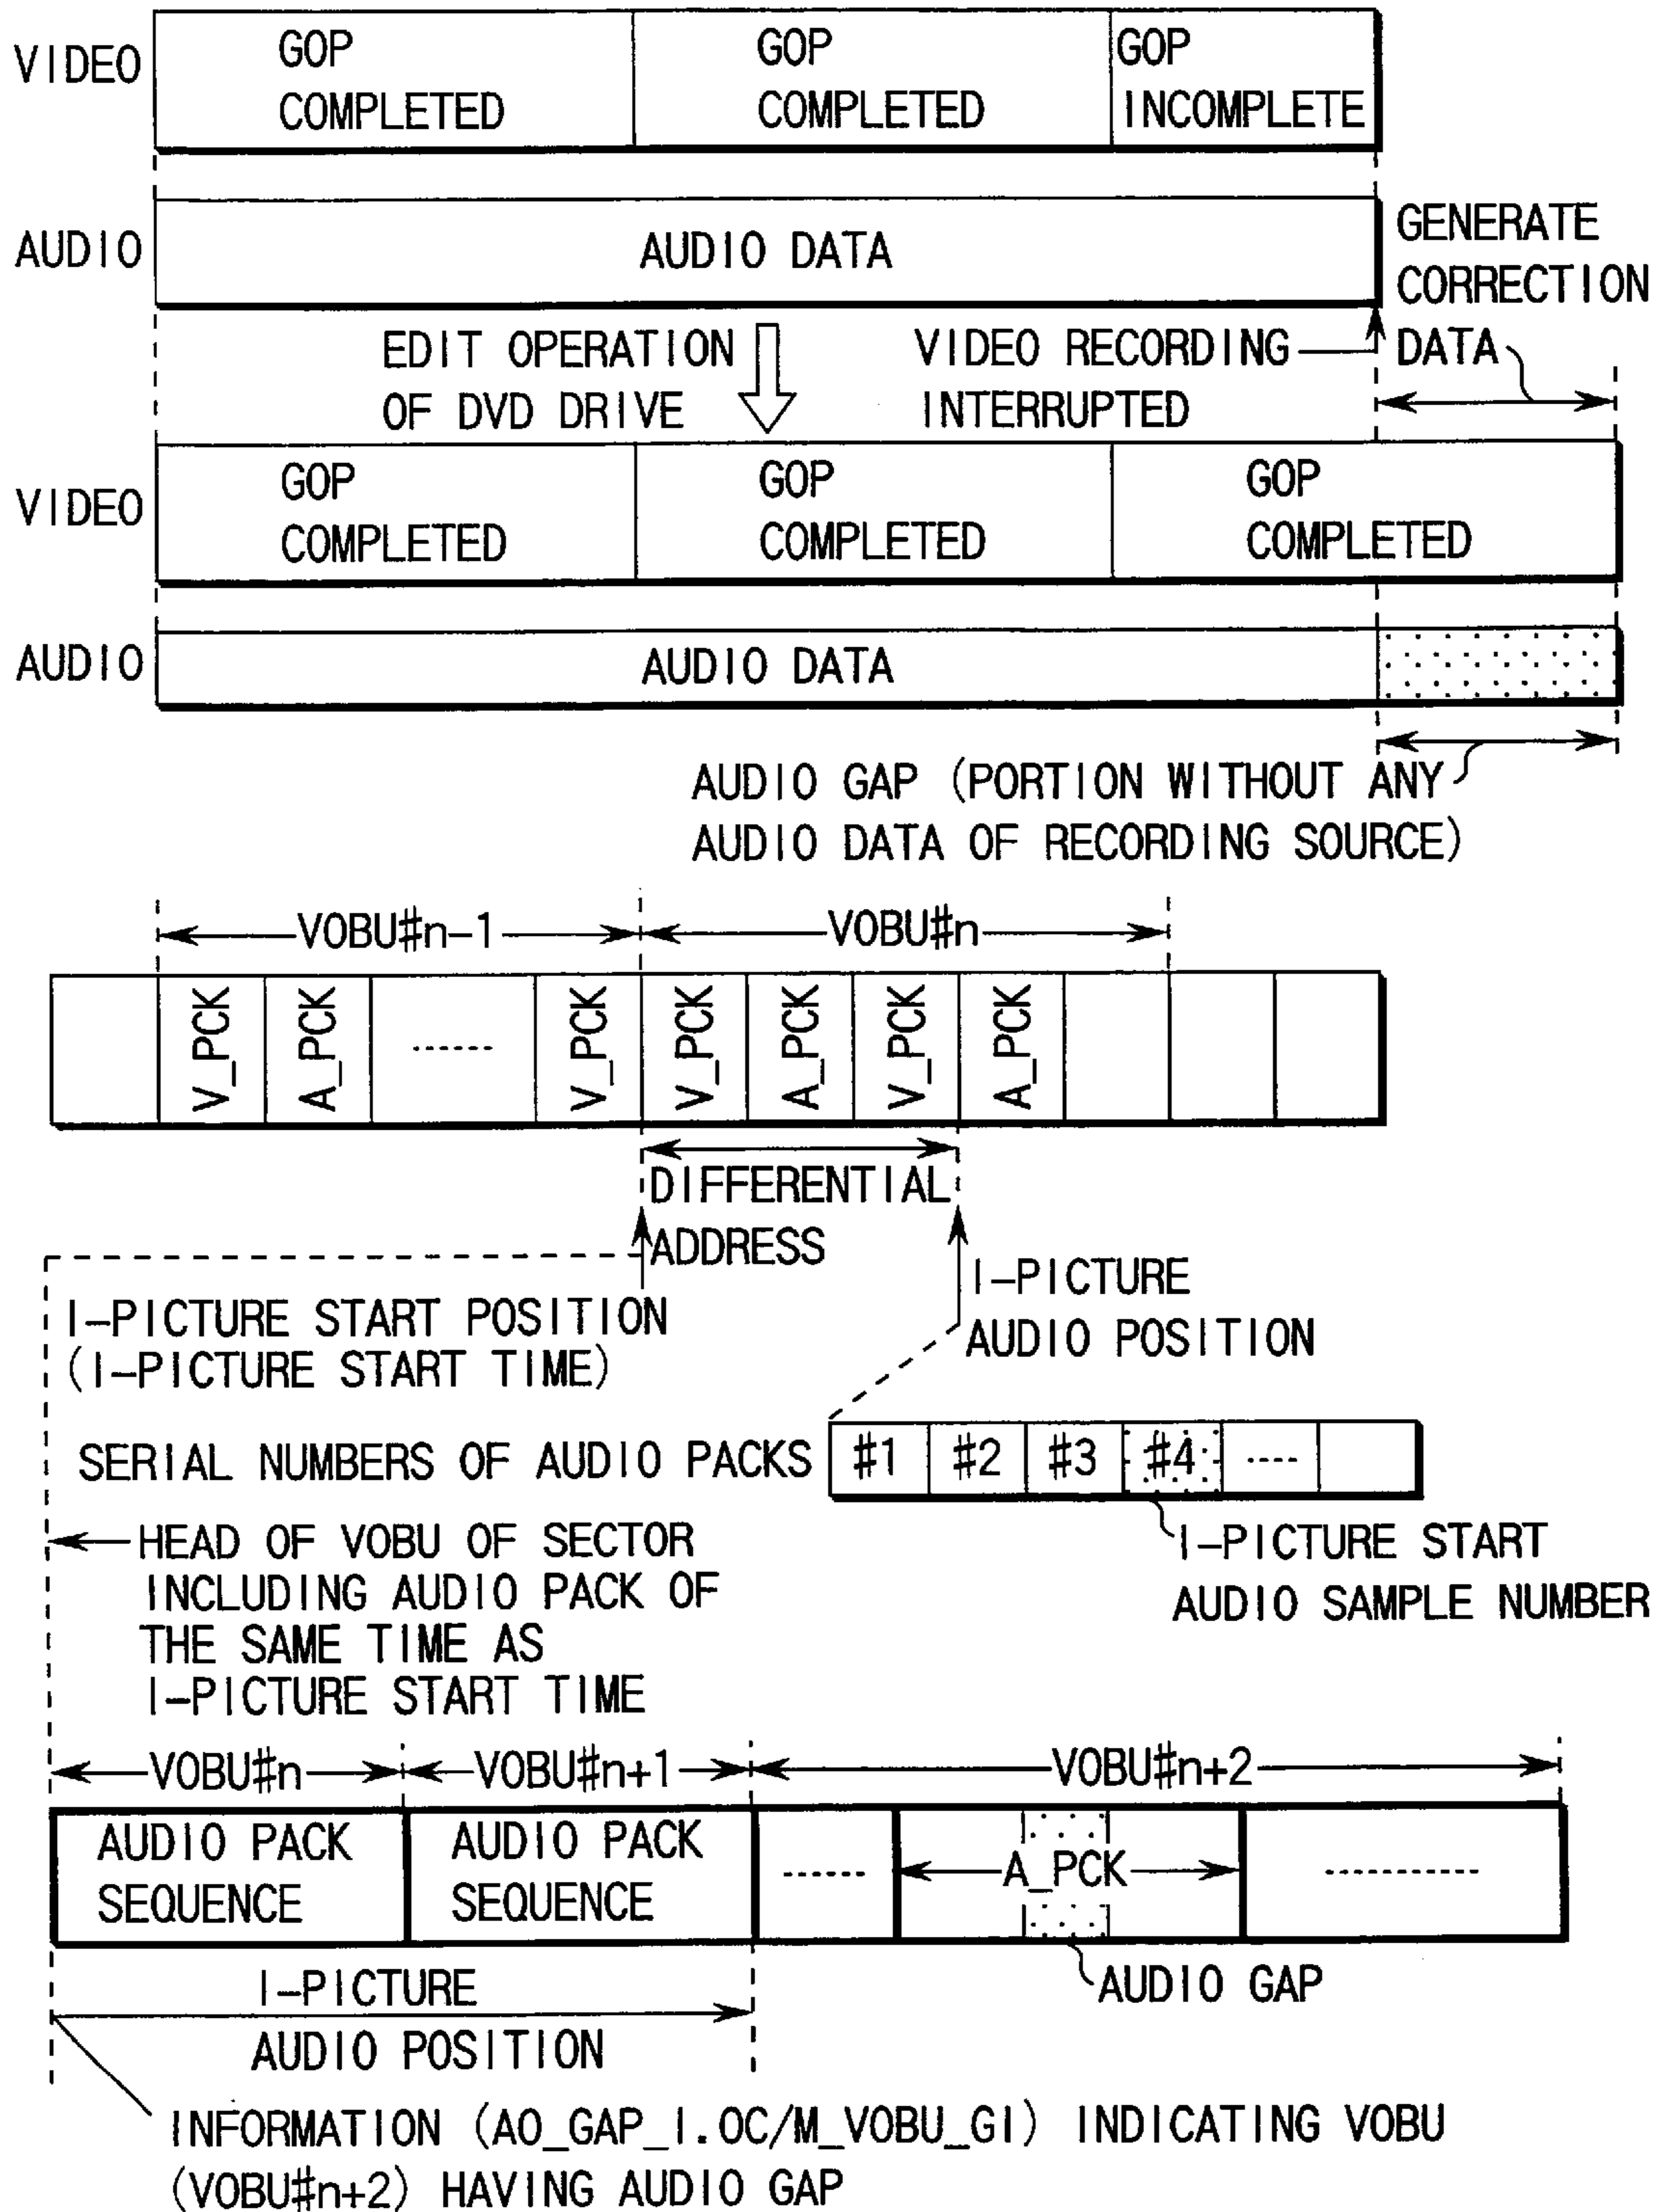 VIDEO
GOP
COMPLETED
GOP
COMPLETED
GOP
INCOMPLETE
AUDIO
AUDIO DATA
GENERATE
CORRECTION
DATA
EDIT OPERATION
OF DVD DRIVE
VIDEO RECORDING
INTERRUPTED
VIDEO
GOP
COMPLETED
GOP
COMPLETED
GOP
COMPLETED
AUDIO
AUDIO DATA
AUDIO GAP (PORTION WITHOUT ANY
AUDIO DATA OF RECORDING SOURCE)
VOBU#n-1
VOBU#n
V_PCK
A_PCK
------
V_PCK
V_PCK
A_PCK
V_PCK
A_PCK
DIFFERENTIAL
ADDRESS
I-PICTURE START POSITION
(I-PICTURE START TIME)
I-PICTURE
AUDIO POSITION
SERIAL NUMBERS OF AUDIO PACKS
#1
#2
#3
#4
----
I-PICTURE START
AUDIO SAMPLE NUMBER
HEAD OF VOBU OF SECTOR
INCLUDING AUDIO PACK OF
THE SAME TIME AS
I-PICTURE START TIME
VOBU#n
VOBU#n+1
VOBU#n+2
AUDIO PACK
SEQUENCE
AUDIO PACK
SEQUENCE
------
A_PCK
-----------
AUDIO GAP
I-PICTURE
AUDIO POSITION
INFORMATION (A0_GAP_I.OC/M_VOBU_GI) INDICATING VOBU
(VOBU#n+2) HAVING AUDIO GAP